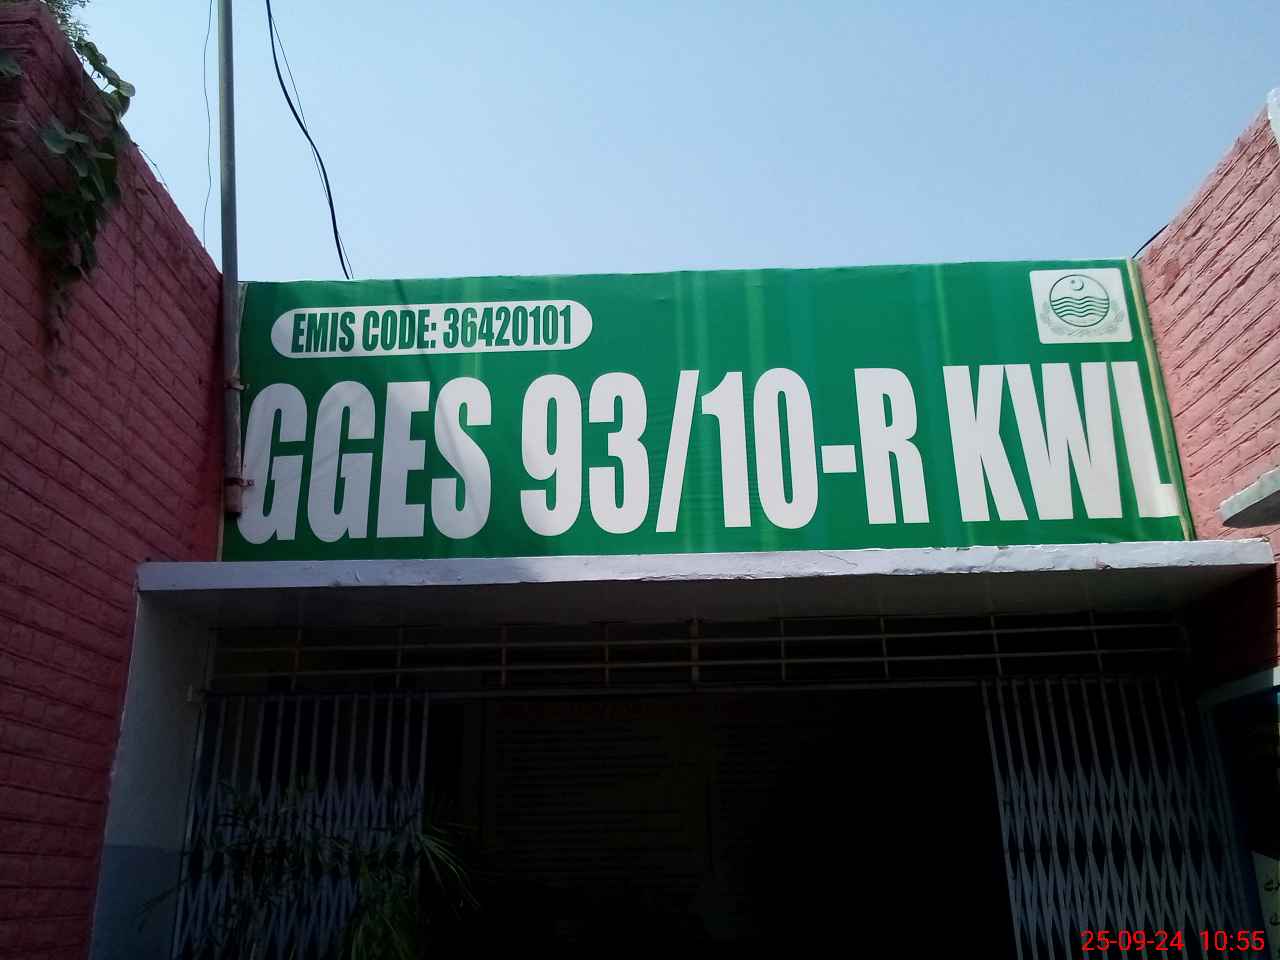 EMIS CODE: 36420101
GGES 93/10-R KWL
25-09-24 10:55